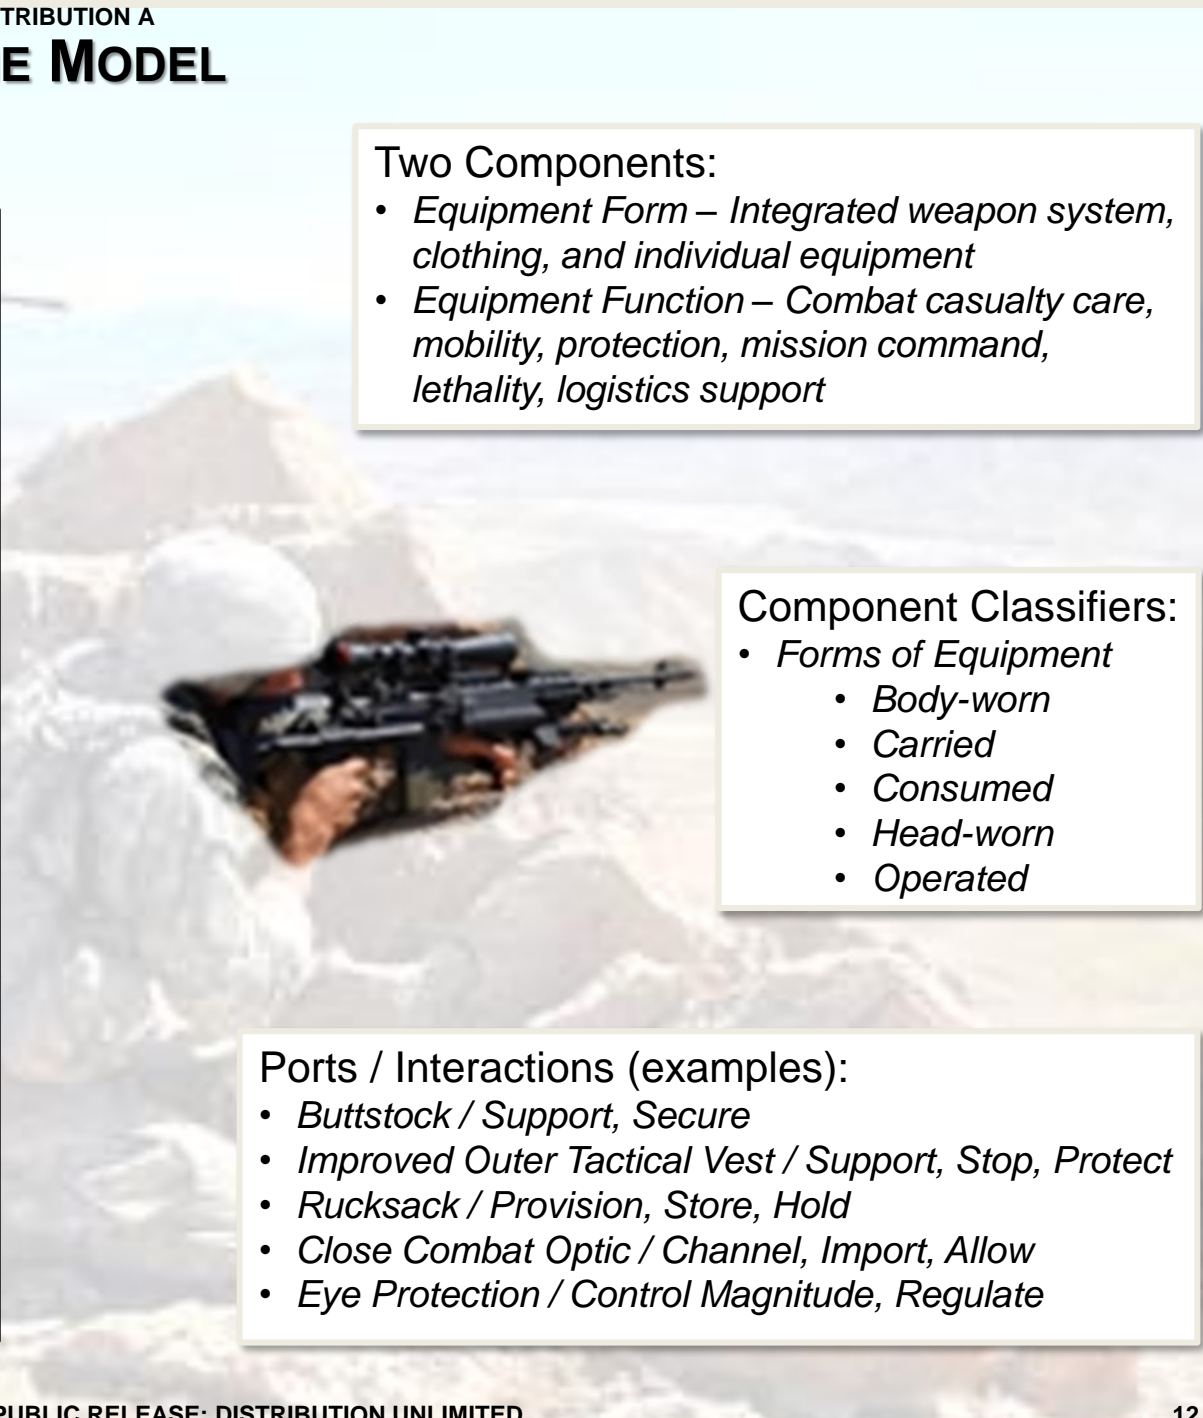 TRIBUTION A
E MODEL
Two Components:
• Equipment Form – Integrated weapon system,
clothing, and individual equipment
• Equipment Function – Combat casualty care,
mobility, protection, mission command,
lethality, logistics support
Component Classifiers:
• Forms of Equipment
• Body-worn
• Carried
• Consumed
• Head-worn
• Operated
Ports / Interactions (examples):
• Buttstock / Support, Secure
• Improved Outer Tactical Vest / Support, Stop, Protect
• Rucksack / Provision, Store, Hold
• Close Combat Optic / Channel, Import, Allow
• Eye Protection / Control Magnitude, Regulate
PUBLIC RELEASE; DISTRIBUTION UNLIMITED
12